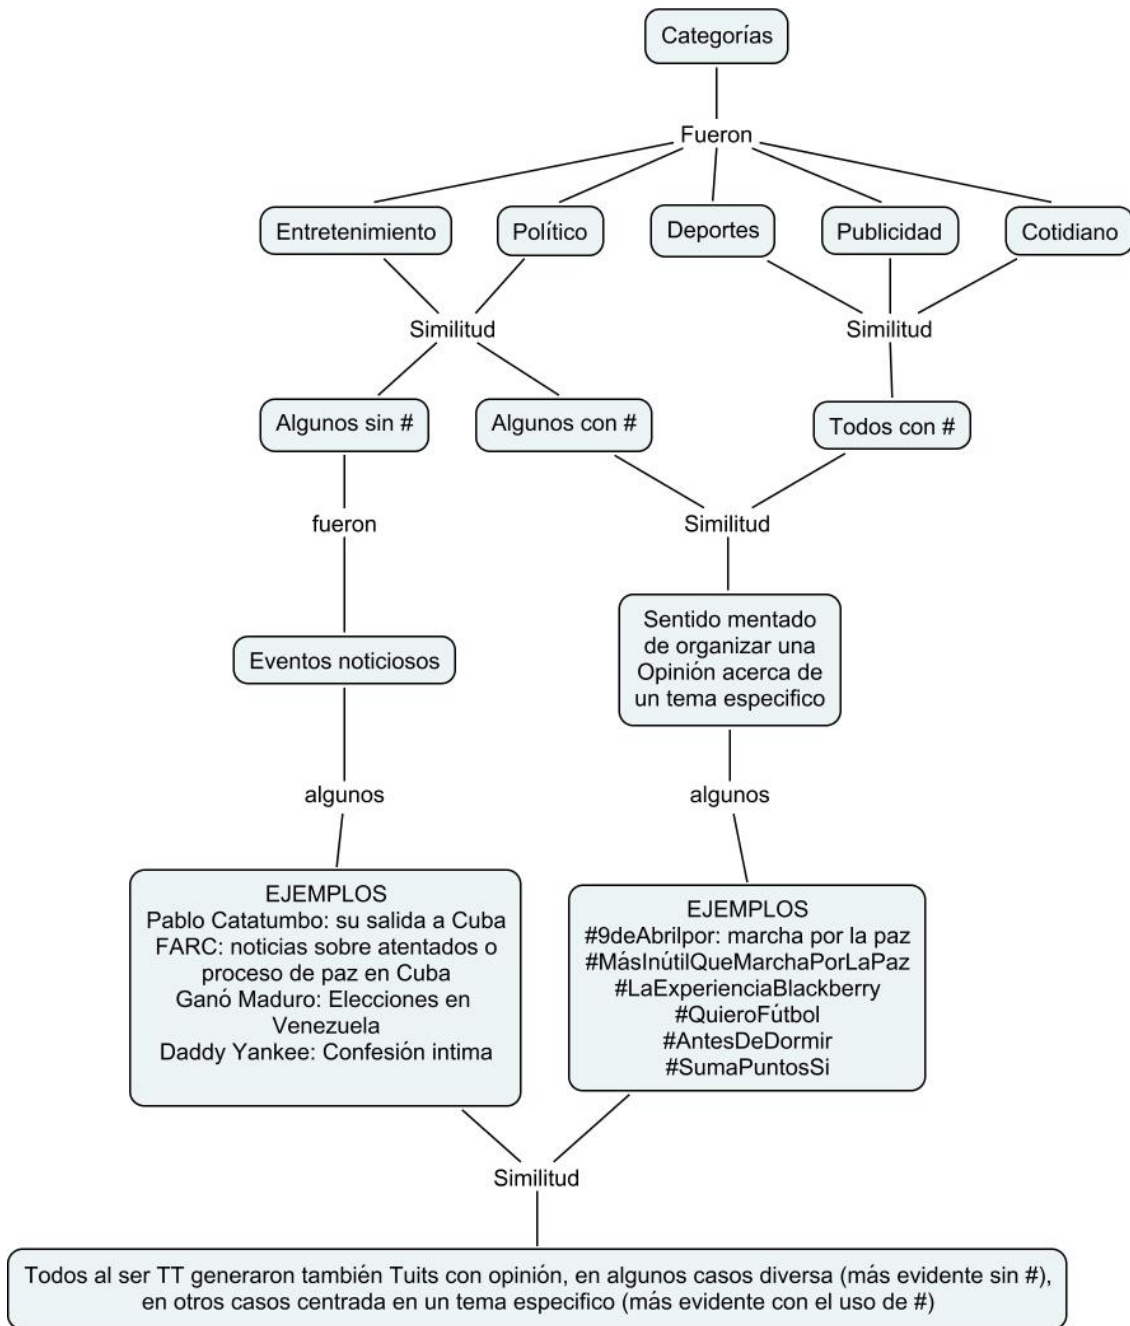 Categorías
Fueron
Entretenimiento
Político
Deportes
Publicidad
Cotidiano
Similitud
Similitud
Algunos sin #
Algunos con #
Todos con #
fueron
Similitud
Eventos noticiosos
Sentido mentado
de organizar una
Opinión acerca de
un tema especifico
algunos
algunos
EJEMPLOS
Pablo Catatumbo: su salida a Cuba
FARC: noticias sobre atentados o
proceso de paz en Cuba
Ganó Maduro: Elecciones en
Venezuela
Daddy Yankee: Confesión intima
EJEMPLOS
#9deAbrilpor: marcha por la paz
#MásInútilQueMarchaPorLaPaz
#LaExperienciaBlackberry
#QuieroFútbol
#AntesDeDormir
#SumaPuntosSi
Similitud
Todos al ser TT generaron también Tuits con opinión, en algunos casos diversa (más evidente sin #),
en otros casos centrada en un tema especifico (más evidente con el uso de #)